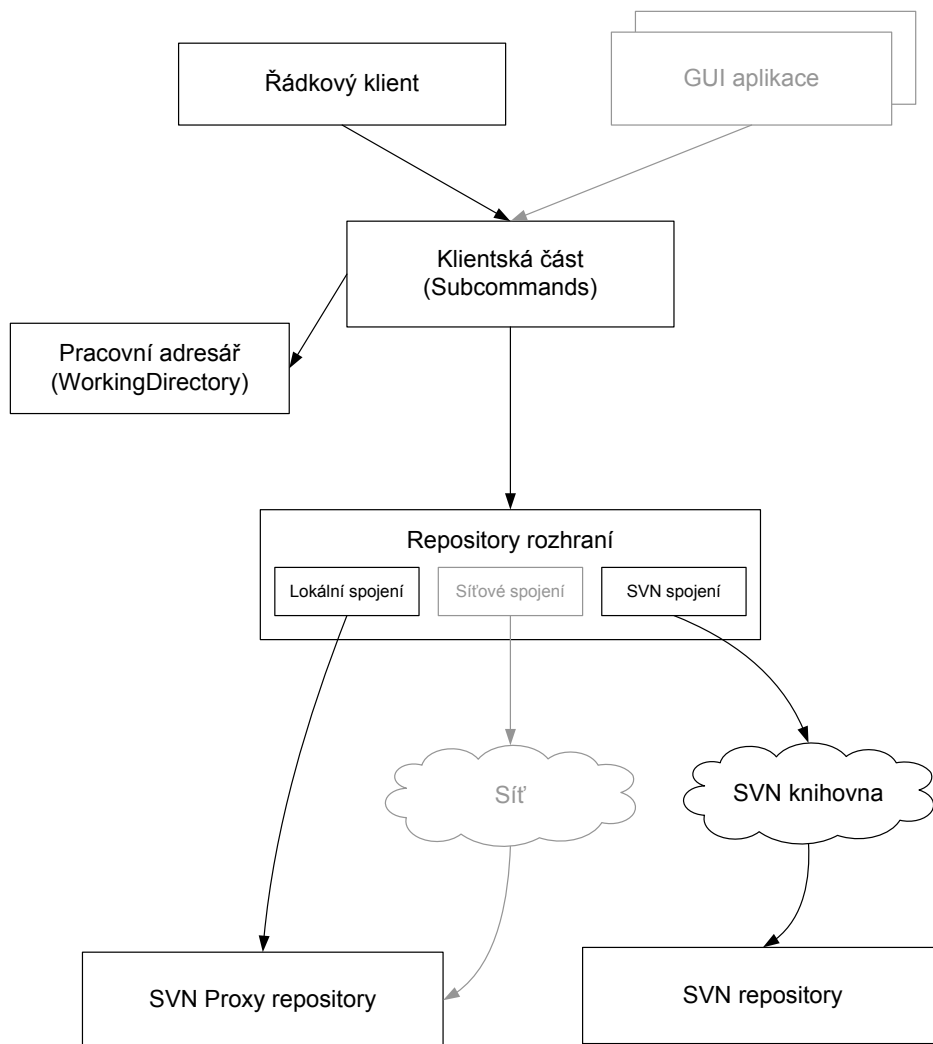 Řádkový klient
GUI aplikace
Klientská část
(Subcommands)
Pracovní adresář
(WorkingDirectory)
Repository rozhraní
Lokální spojení
Síťové spojení
SVN spojení
Síť
SVN knihovna
SVN Proxy repository
SVN repository